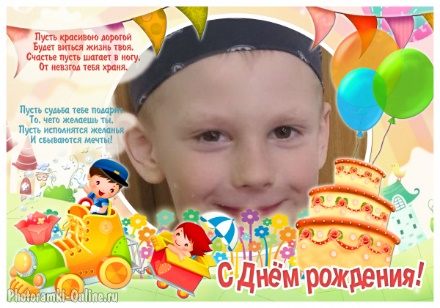 Пусть красивою дорогой
Будет виться жизнь твоя.
Счастье пусть шагает в ногу,
От невзгод тебя храня.
Пусть судьба тебе подарит
То, чего желаешь ты,
Пусть исполнятся желанья
И сбываются мечты!
С Днём рождения!
Photoramki-Online.ru